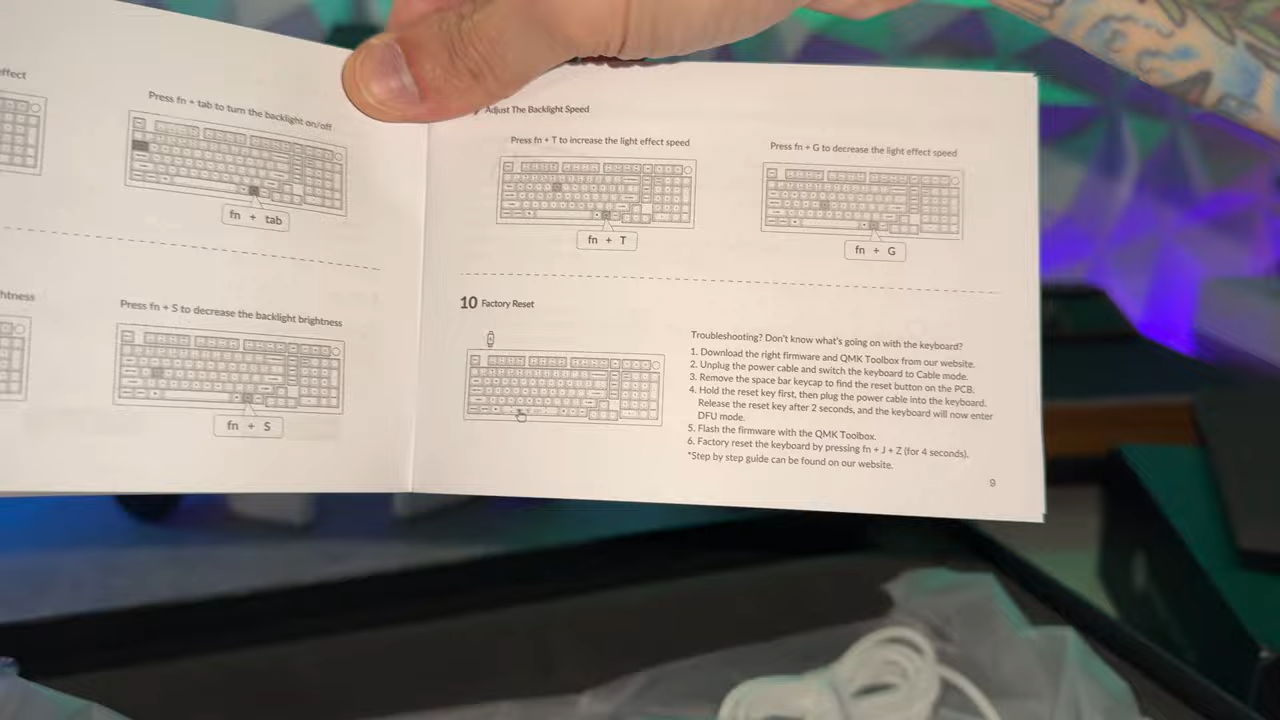 ffect
Press fn + tab to turn the backlight on/off
fn + tab
htness
Press fn + S to decrease the backlight brightness
fn + S
Adjust The Backlight Speed
Press fn + T to increase the light effect speed
fn + T
Press fn + G to decrease the light effect speed
fn + G
10 Factory Reset
Troubleshooting? Don't know what's going on with the keyboard?
1. Download the right firmware and QMK Toolbox from our website.
2. Unplug the power cable and switch the keyboard to Cable mode.
3. Remove the space bar keycap to find the reset button on the PCB.
4. Hold the reset key first, then plug the power cable into the keyboard.
Release the reset key after 2 seconds, and the keyboard will now enter
DFU mode.
5. Flash the firmware with the QMK Toolbox.
6. Factory reset the keyboard by pressing fn + J + Z (for 4 seconds).
*Step by step guide can be found on our website.
9